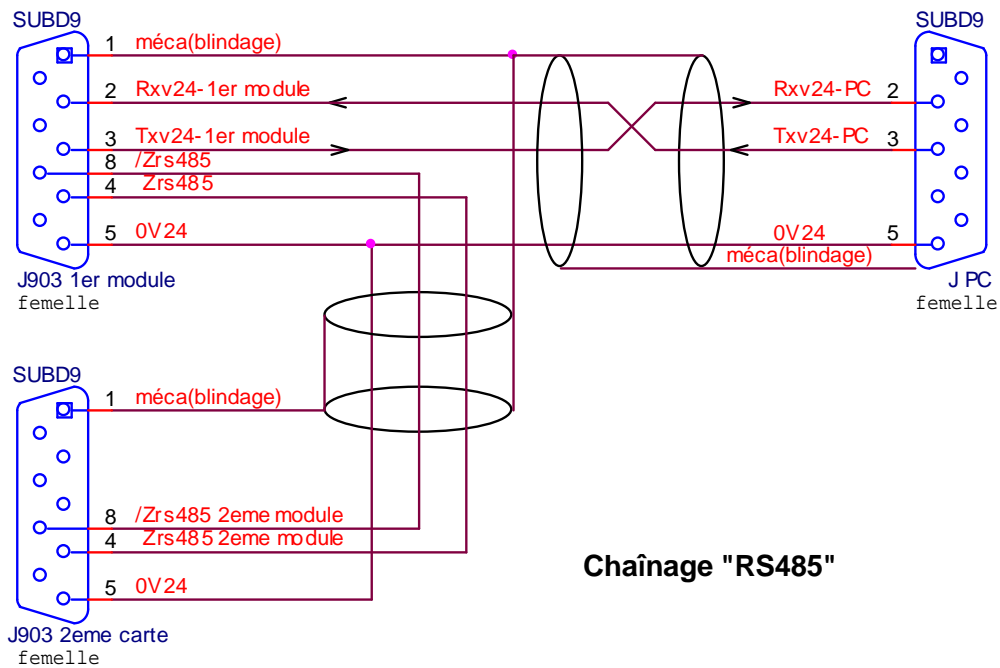 SUBD9
SUBD9
1 méca(blindage)
2 Rxv24-1er module
Rxv24-PC 2
3 Txv24-1er module
Txv24-PC 3
8 /Zrs485
4 Zrs485
5 0V24
0V24 5
méca(blindage)
J903 1er module
femelle
J PC
femelle
SUBD9
1 méca(blindage)
8 /Zrs485 2eme module
4 Zrs485 2eme module
5 0V24
Chaînage "RS485"
J903 2eme carte
femelle